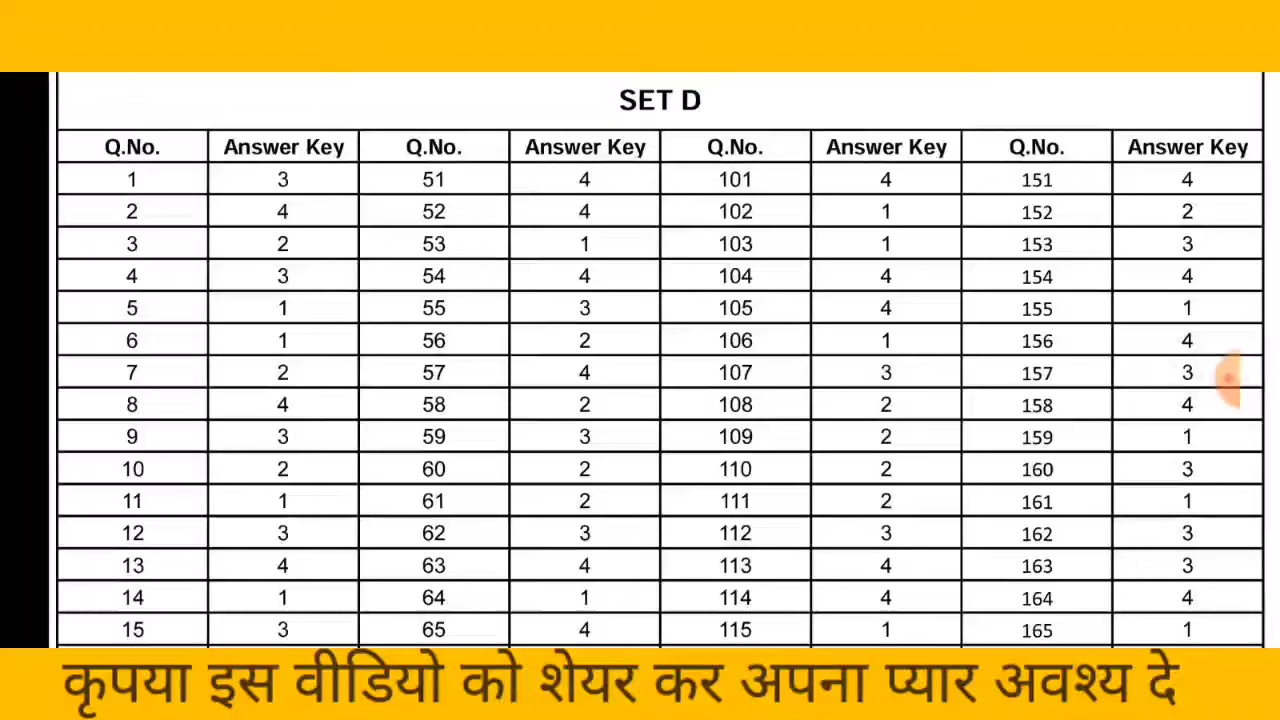 SET D
Q.No. Answer Key Q.No. Answer Key Q.No. Answer Key Q.No. Answer Key
1 3 51 4 101 4 151 4
2 4 52 4 102 1 152 2
3 2 53 1 103 1 153 3
4 3 54 4 104 4 154 4
5 1 55 3 105 4 155 1
6 1 56 2 106 1 156 4
7 2 57 4 107 3 157 3
8 4 58 2 108 2 158 4
9 3 59 3 109 2 159 1
10 2 60 2 110 2 160 3
11 1 61 2 111 2 161 1
12 3 62 3 112 3 162 3
13 4 63 4 113 4 163 3
14 1 64 1 114 4 164 4
15 3 65 4 115 1 165 1
कृपया इस वीडियो को शेयर कर अपना प्यार अवश्य दे